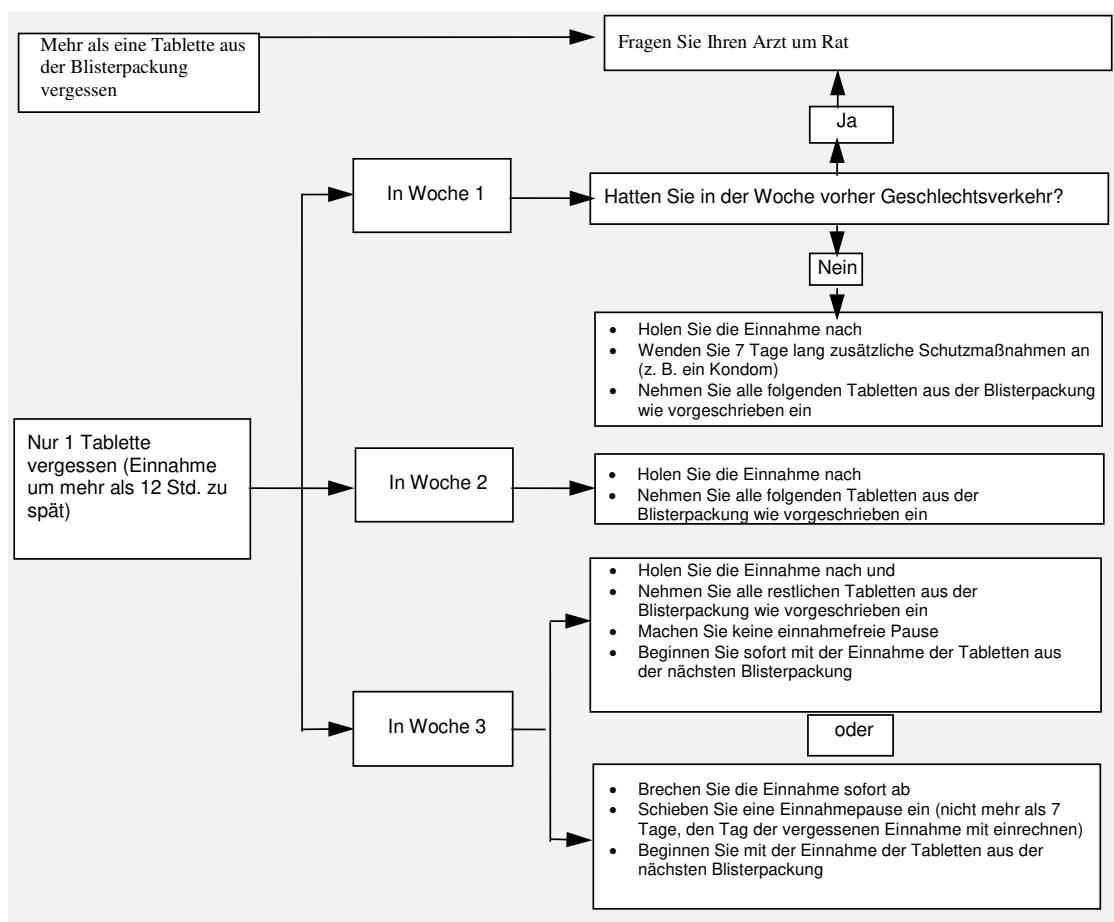 Mehr als eine Tablette aus
der Blisterpackung
vergessen
Fragen Sie Ihren Arzt um Rat
Ja
In Woche 1
Hatten Sie in der Woche vorher Geschlechtsverkehr?
Nein
• Holen Sie die Einnahme nach
• Wenden Sie 7 Tage lang zusätzliche Schutzmaßnahmen an
(z. B. ein Kondom)
• Nehmen Sie alle folgenden Tabletten aus der Blisterpackung
wie vorgeschrieben ein
Nur 1 Tablette
vergessen (Einnahme
um mehr als 12 Std. zu
spät)
In Woche 2
• Holen Sie die Einnahme nach
• Nehmen Sie alle folgenden Tabletten aus der
Blisterpackung wie vorgeschrieben ein
• Holen Sie die Einnahme nach und
• Nehmen Sie alle restlichen Tabletten aus der
Blisterpackung wie vorgeschrieben ein
• Machen Sie keine einnahmefreie Pause
• Beginnen Sie sofort mit der Einnahme der Tabletten aus
der nächsten Blisterpackung
In Woche 3
oder
• Brechen Sie die Einnahme sofort ab
• Schieben Sie eine Einnahmepause ein (nicht mehr als 7
Tage, den Tag der vergessenen Einnahme mit einrechnen)
• Beginnen Sie mit der Einnahme der Tabletten aus der
nächsten Blisterpackung